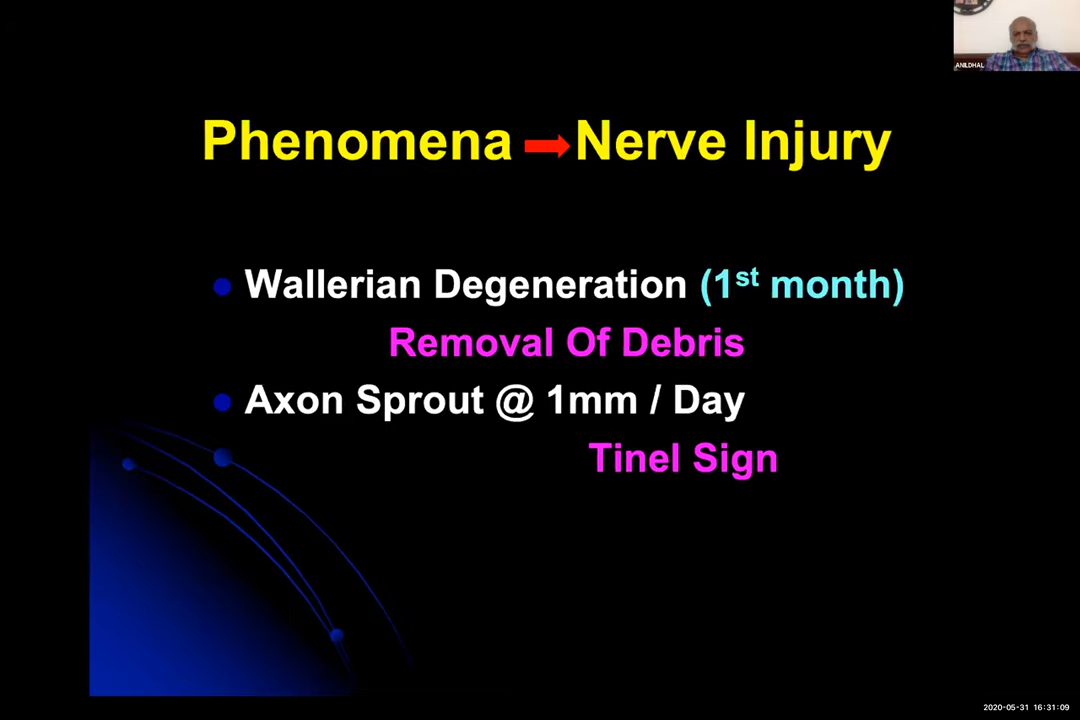 ANILDHAL
Phenomena Nerve Injury
Wallerian Degeneration (1st month)
Removal Of Debris
Axon Sprout @ 1mm / Day
Tinel Sign
2020-05-31 16:31:09